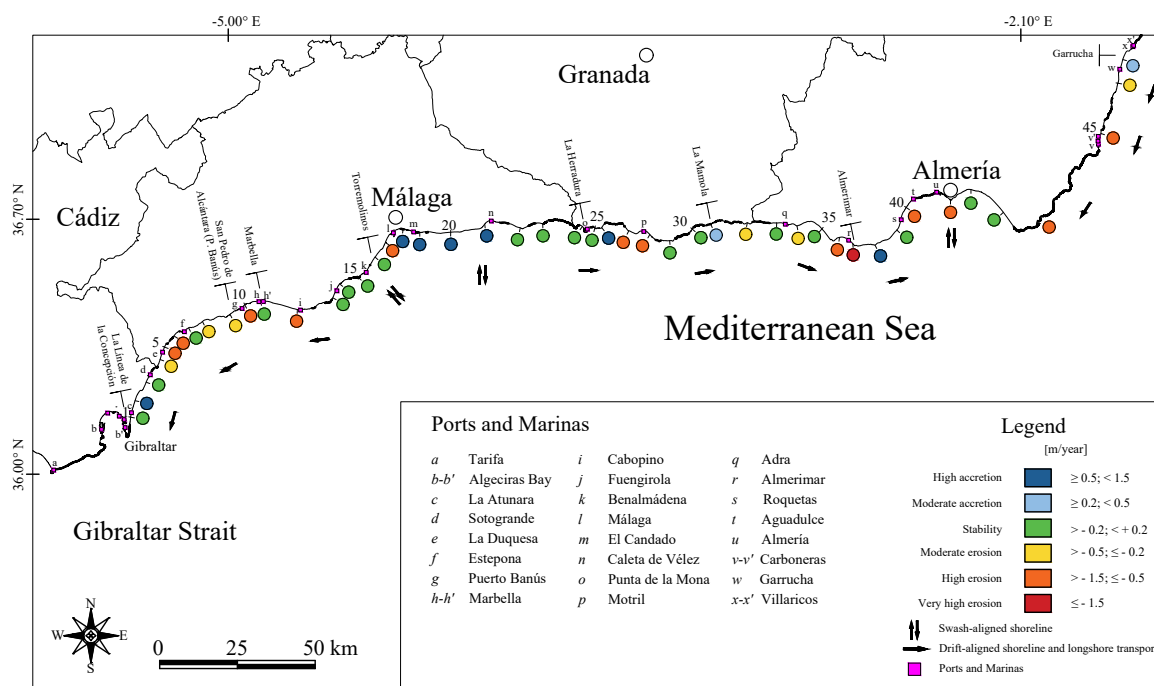 -5.00° E
-2.10° E
36.70° N
36.00° N
Granada
Garrucha
Cádiz
Málaga
Almería
Alcántara (P. Banús)
San Pedro de
Marbella
Torremolinos
La Herradura
La Mamola
Almerimar
La Línea de
la Concepción
Gibraltar
Gibraltar Strait
Mediterranean Sea
5
10
15
20
25
30
35
40
45
a
b
b'
c
d
e
f
g
h
h'
i
j
k
l
m
n
o
p
q
r
s
t
u
v'
v
w
x
x'
N
W
E
S
0 25 50 km
Ports and Marinas
a Tarifa
b-b' Algeciras Bay
c La Atunara
d Sotogrande
e La Duquesa
f Estepona
g Puerto Banús
h-h' Marbella
i Cabopino
j Fuengirola
k Benalmádena
l Málaga
m El Candado
n Caleta de Vélez
o Punta de la Mona
p Motril
q Adra
r Almerimar
s Roquetas
t Aguadulce
u Almería
v-v' Carboneras
w Garrucha
x-x' Villaricos
Legend
[m/year]
High accretion ≥ 0.5; < 1.5
Moderate accretion ≥ 0.2; < 0.5
Stability > - 0.2; < + 0.2
Moderate erosion > - 0.5; ≤ - 0.2
High erosion > - 1.5; ≤ - 0.5
Very high erosion ≤ - 1.5
Swash-aligned shoreline
Drift-aligned shoreline and longshore transport
Ports and Marinas